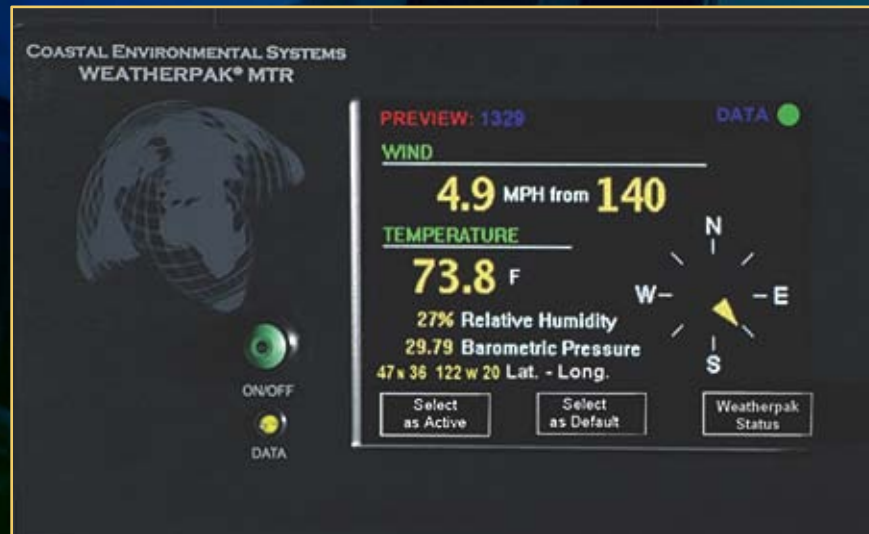 COASTAL ENVIRONMENTAL SYSTEMS
WEATHERPAK® MTR
PREVIEW: 1329
DATA
WIND
4.9 MPH from 140
TEMPERATURE
73.8 F
27% Relative Humidity
29.79 Barometric Pressure
47 N 36 122 W 20 Lat. - Long.
N
W
E
S
Select
as Active
Select
as Default
Weatherpak
Status
ON/OFF
DATA